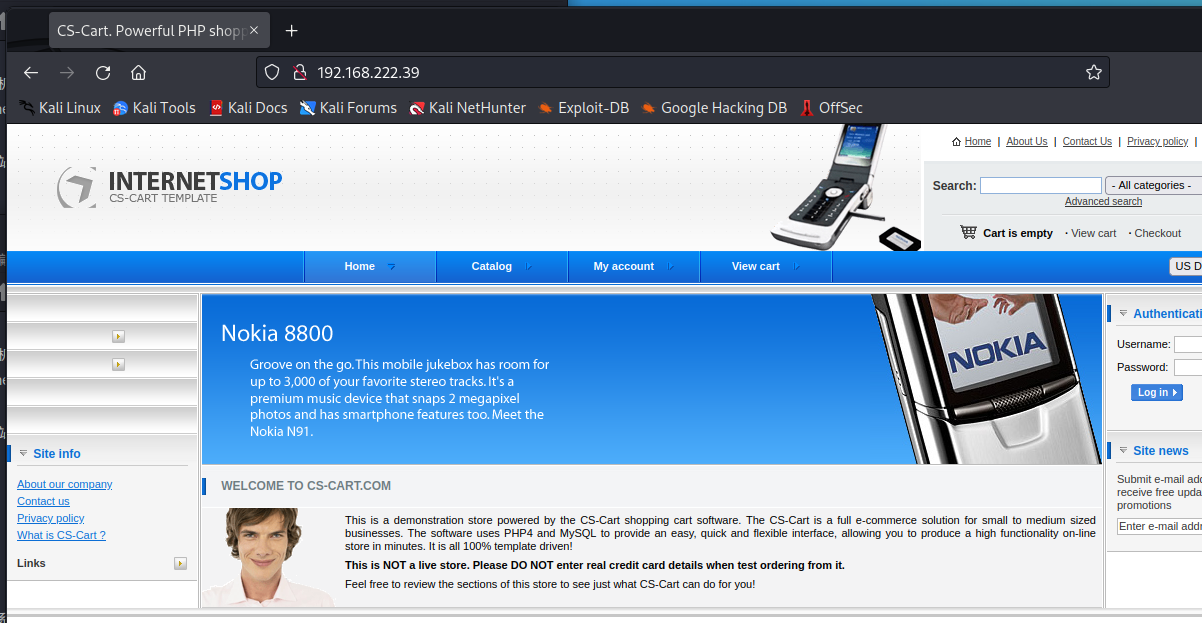 CS-Cart. Powerful PHP shopp
192.168.222.39
Kali Linux Kali Tools Kali Docs Kali Forums Kali NetHunter Exploit-DB Google Hacking DB OffSec
Home | About Us | Contact Us | Privacy policy |
INTERNETSHOP
CS-CART TEMPLATE
Search: - All categories -
Advanced search
Cart is empty · View cart · Checkout
Home Catalog My account View cart
US D
Nokia 8800
Groove on the go. This mobile jukebox has room for
up to 3,000 of your favorite stereo tracks. It's a
premium music device that snaps 2 megapixel
photos and has smartphone features too. Meet the
Nokia N91.
NOKIA
Authenticati
Username:
Password:
Log in
Site info
About our company
Contact us
Privacy policy
What is CS-Cart ?
Links
WELCOME TO CS-CART.COM
This is a demonstration store powered by the CS-Cart shopping cart software. The CS-Cart is a full e-commerce solution for small to medium sized
businesses. The software uses PHP4 and MySQL to provide an easy, quick and flexible interface, allowing you to produce a high functionality on-line
store in minutes. It is all 100% template driven!
This is NOT a live store. Please DO NOT enter real credit card details when test ordering from it.
Feel free to review the sections of this store to see just what CS-Cart can do for you!
Site news
Submit e-mail add
receive free upda
promotions
Enter e-mail addr